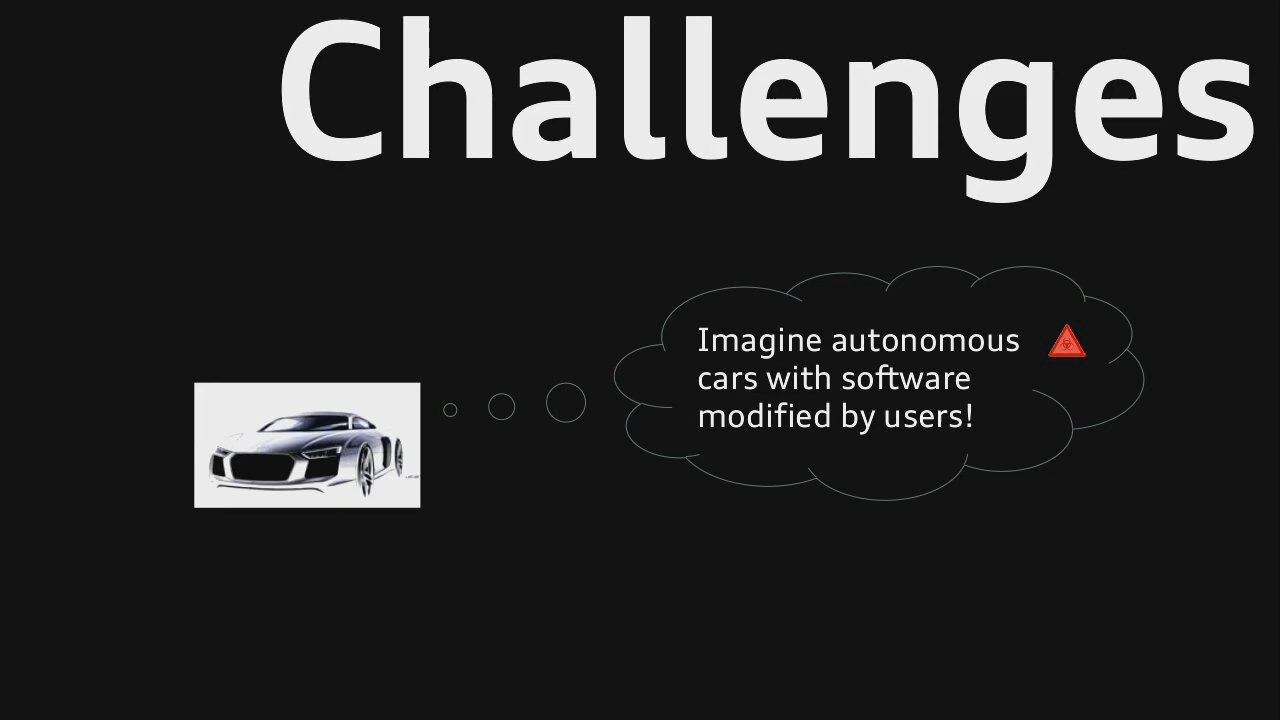 Challenges
Imagine autonomous
cars with software
modified by users!